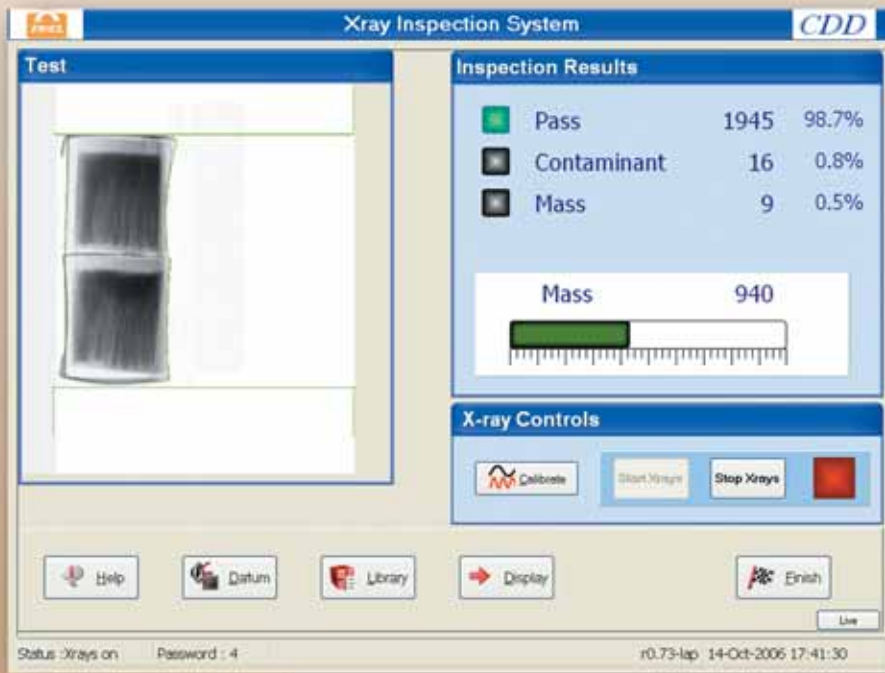 Xray Inspection System
CDD
Test
Inspection Results
Pass 1945 98.7%
Contaminant 16 0.8%
Mass 9 0.5%
Mass 940
X-ray Controls
Calibrate
Start Xrays
Stop Xrays
Help
Datum
Library
Display
Finish
Live
Status :Xrays on Password : 4 r0.73-lap 14-Oct-2006 17:41:30